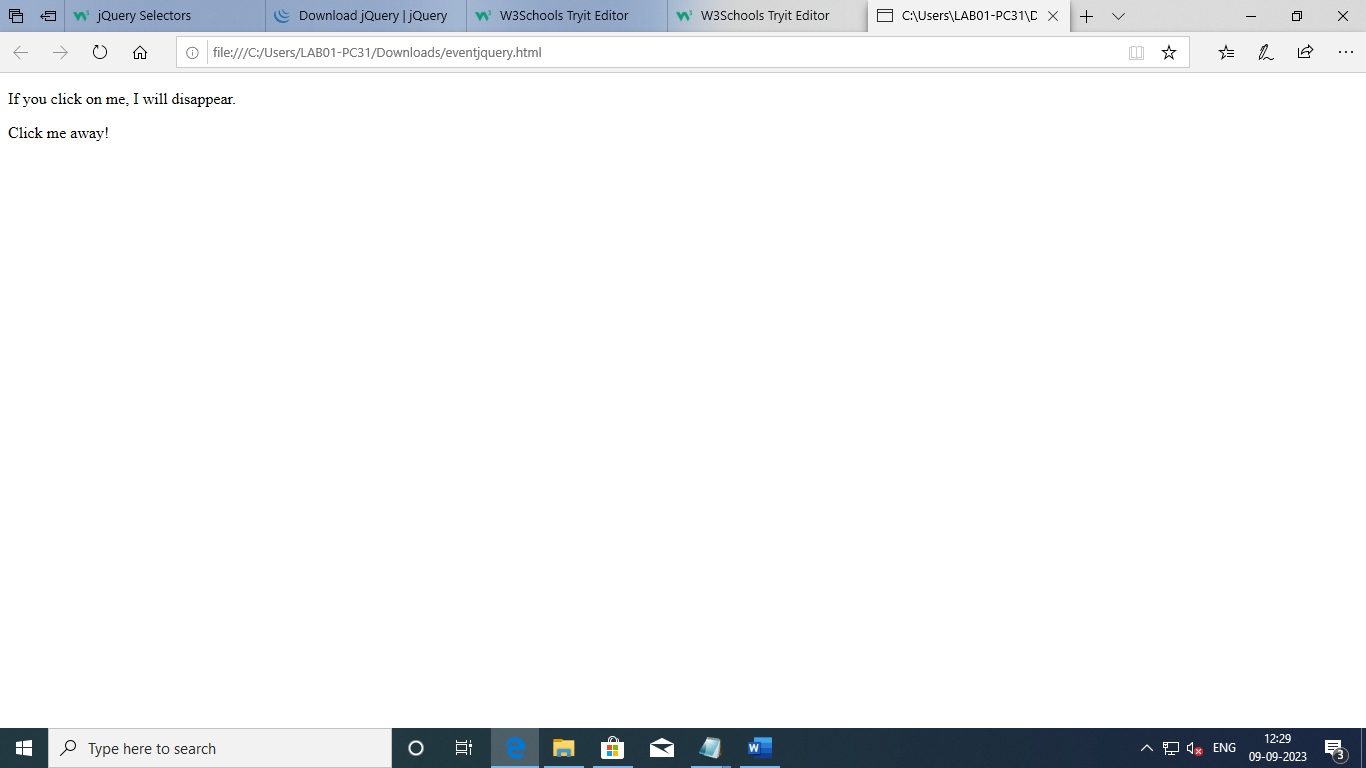 jQuery Selectors
Download jQuery | jQuery
W3Schools Tryit Editor
W3Schools Tryit Editor
C:\Users\LAB01-PC31\D
file:///C:/Users/LAB01-PC31/Downloads/eventjquery.html
If you click on me, I will disappear.
Click me away!
Type here to search
ENG
12:29
09-09-2023
3